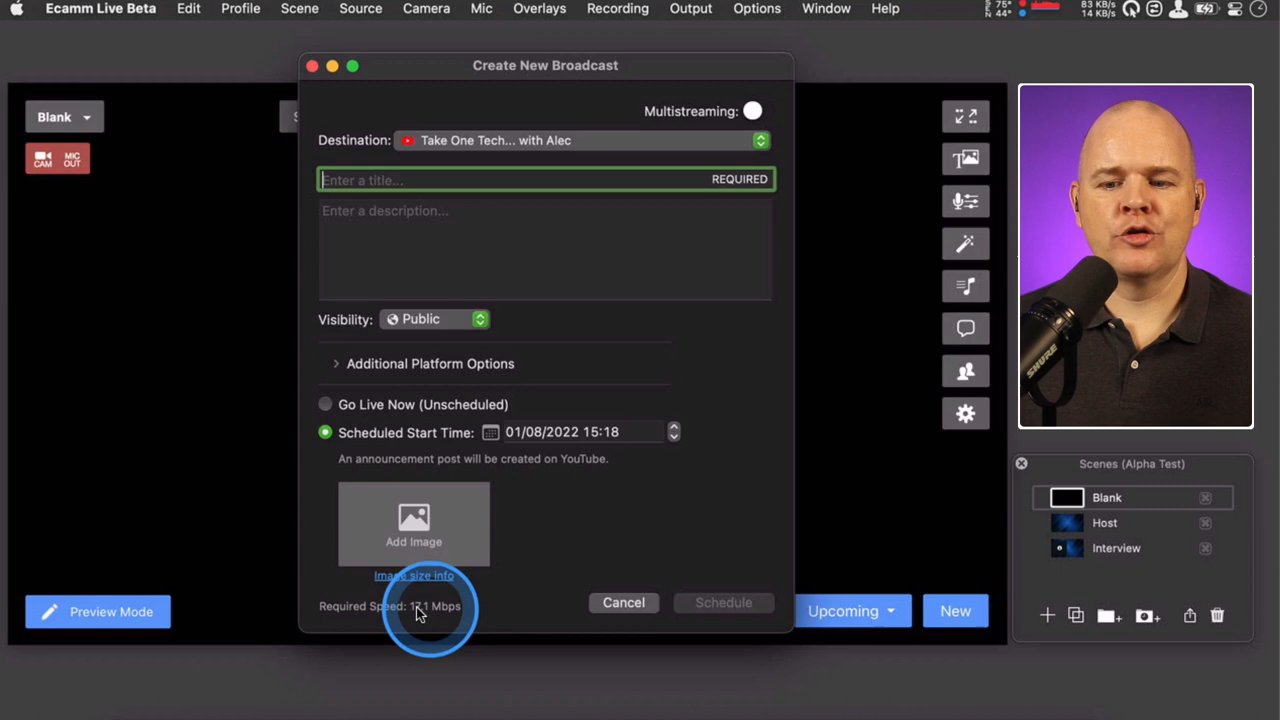 Ecamm Live Beta Edit Profile Scene Source Camera Mic Overlays Recording Output Options Window Help 75° 44° 83 KB/s 14 KB/s
Create New Broadcast
Blank
Multistreaming:
Destination: Take One Tech... with Alec
CAM MIC OUT
Enter a title... REQUIRED
Enter a description...
SHURE
Visibility: Public
Additional Platform Options
Go Live Now (Unscheduled)
Scheduled Start Time: 01/08/2022 15:18
An announcement post will be created on YouTube.
Scenes (Alpha Test)
Blank
Host
Interview
Add Image
Image size info
Required Speed: 17.1 Mbps
Cancel Schedule
Preview Mode
Upcoming New